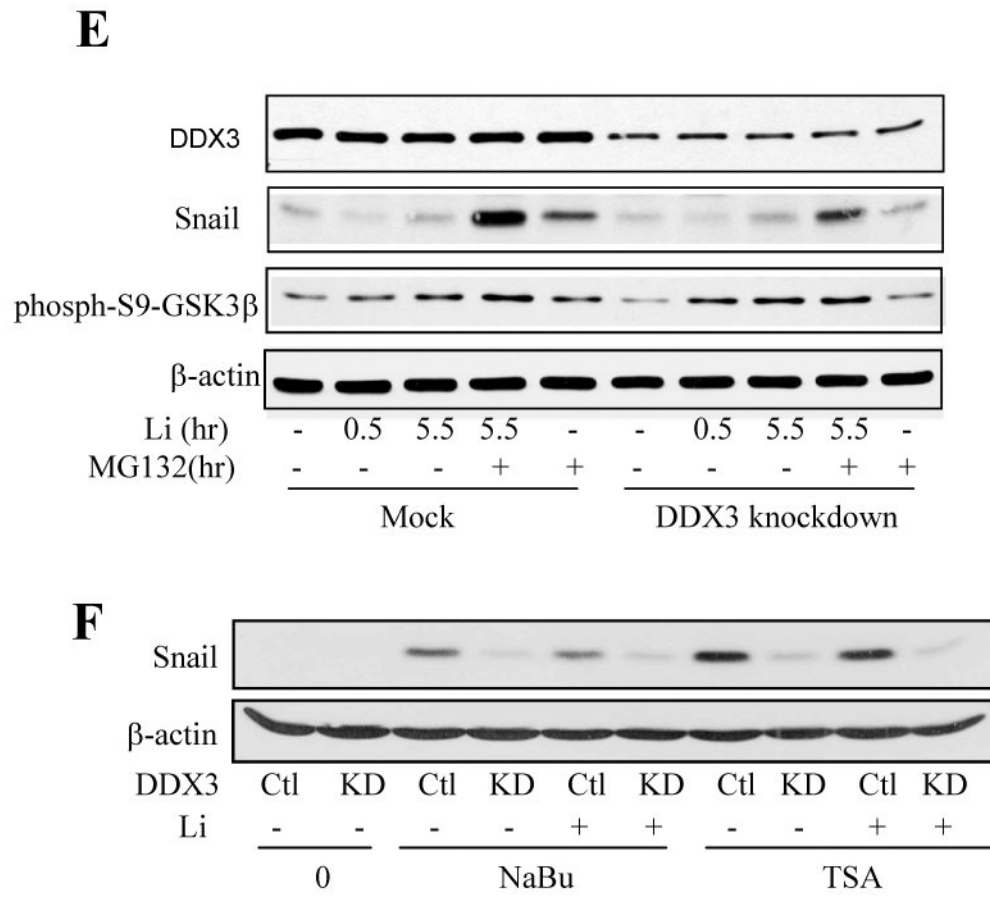 E
DDX3
Snail
phosph-S9-GSK3β
β-actin
Li (hr) - 0.5 5.5 5.5 - - 0.5 5.5 5.5 -
MG132(hr) - - - + + - - - + +
Mock DDX3 knockdown
F
Snail
β-actin
DDX3 Ctl KD Ctl KD Ctl KD Ctl KD Ctl KD
Li - - - - + + - - + +
0 NaBu TSA